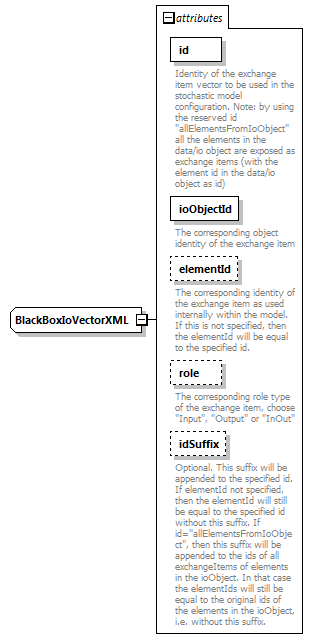 attributes
id
Identity of the exchange
item vector to be used in the
stochastic model
configuration. Note: by using
the reserved id
"allElementsFromIoObject"
all the elements in the
data/io object are exposed as
exchange items (with the
element id in the data/io
object as id)
ioObjectId
The corresponding object
identity of the exchange item
elementId
The corresponding identity of
the exchange item as used
internally within the model.
If this is not specified, then
the elementId will be equal
to the specified id.
BlackBoxIoVectorXML
role
The corresponding role type
of the exchange item, choose
"Input", "Output" or "InOut"
idSuffix
Optional. This suffix will be
appended to the specified id.
If elementId not specified,
then the elementId will still
be equal to the specified id
without this suffix. If
id="allElementsFromIoObje
ct", then this suffix will be
appended to the ids of all
exchangeItems of elements
in the ioObject. In that case
the elementIds will still be
equal to the original ids of
the elements in the ioObject,
i.e. without this suffix.